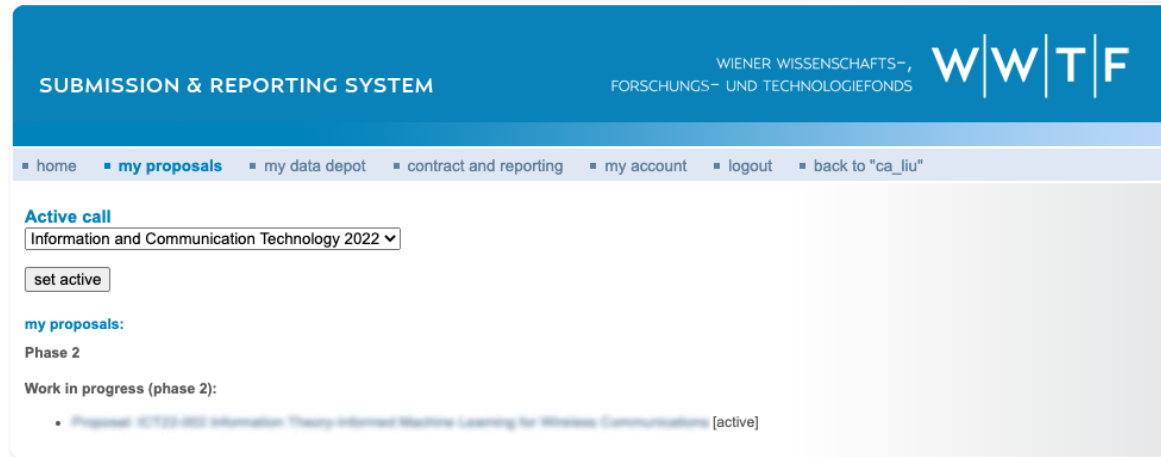 SUBMISSION & REPORTING SYSTEM
WIENER WISSENSCHAFTS-,
FORSCHUNGS- UND TECHNOLOGIEFONDS
WWTF
home my proposals my data depot contract and reporting my account logout back to "ca_liu"
Active call
Information and Communication Technology 2022
set active
my proposals:
Phase 2
Work in progress (phase 2):
[active]